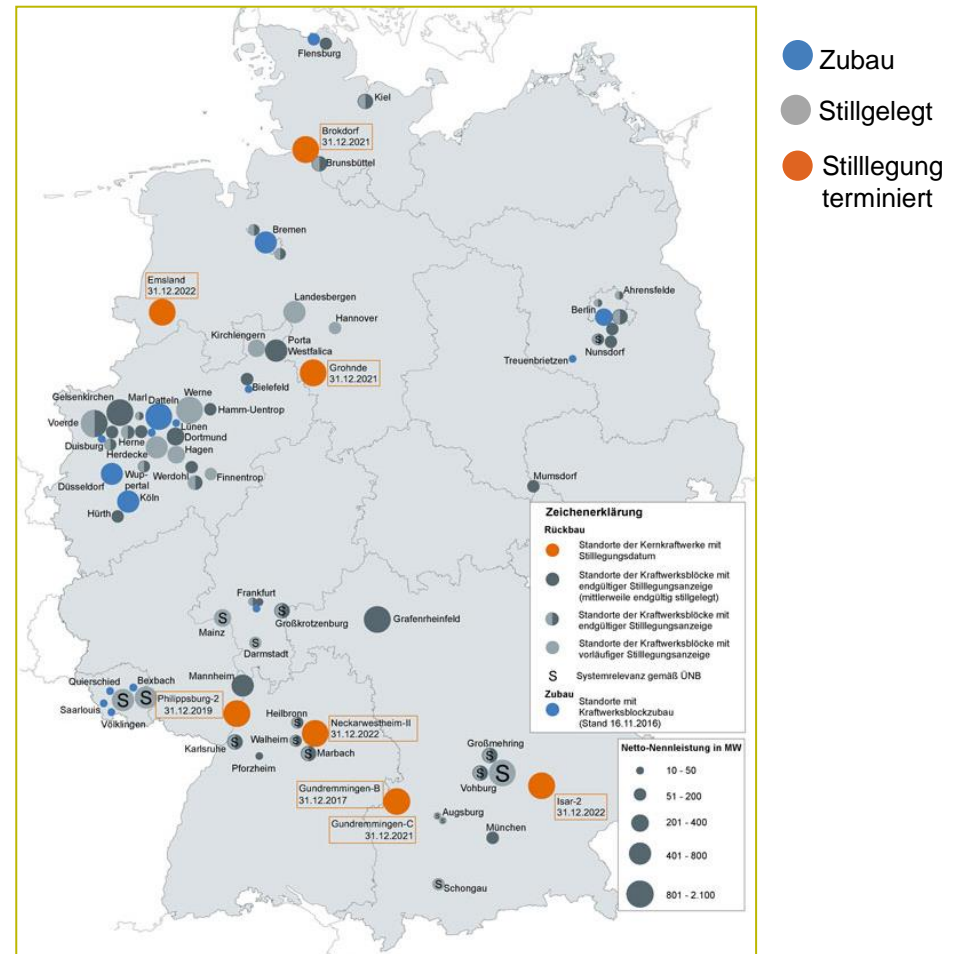 Zubau
Stillgelegt
Stilllegung
terminiert
Flensburg
Kiel
Brokdorf
31.12.2021
Brunsbüttel
Bremen
Emsland
31.12.2022
Landesbergen
Hannover
Kirchlengern
Porta
Westfalica
Grohnde
31.12.2021
Bielefeld
Ahrensfelde
Berlin
S
Nunsdorf
Treuenbrietzen
Gelsenkirchen
Marl
Datteln
Werne
Hamm-Uentrop
Voerde
Lünen
Dortmund
Duisburg
Herne
Herdecke
Hagen
Wup-
pertal
Werdohl
Finnentrop
Düsseldorf
Köln
Hürth
Mumsdorf
Frankfurt
S
Großkrotzenburg
S
Mainz
S
Darmstadt
Grafenrheinfeld
Mannheim
Quierschied
Bexbach
S
S
Saarlouis
Völklingen
Philippsburg-2
31.12.2019
Heilbronn
S
Neckarwestheim-II
31.12.2022
Karlsruhe
S
Walheim
S
S
Marbach
Pforzheim
Großmehring
S
S
S
Vohburg
Gundremmingen-B
31.12.2017
Gundremmingen-C
31.12.2021
Isar-2
31.12.2022
S
Augsburg
München
S
Schongau
Zeichenerklärung
Rückbau
Standorte der Kernkraftwerke mit
Stilllegungsdatum
Standorte der Kraftwerksblöcke mit
endgültiger Stilllegungsanzeige
(mittlerweile endgültig stillgelegt)
Standorte der Kraftwerksblöcke mit
endgültiger Stilllegungsanzeige
Standorte der Kraftwerksblöcke mit
vorläufiger Stilllegungsanzeige
S Systemrelevanz gemäß ÜNB
Zubau
Standorte mit
Kraftwerksblockzubau
(Stand 16.11.2016)
Netto-Nennleistung in MW
10 - 50
51 - 200
201 - 400
401 - 800
801 - 2.100